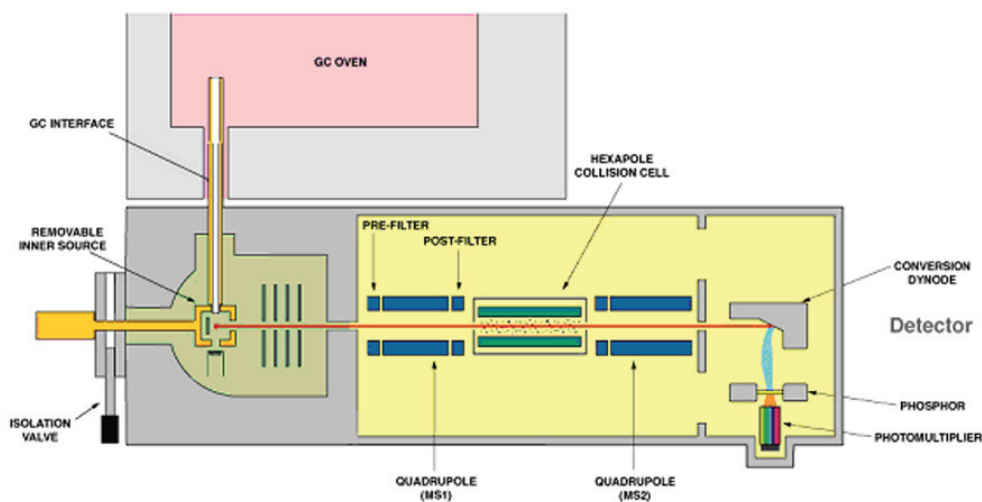 GC OVEN
GC INTERFACE
HEXAPOLE
COLLISION CELL
REMOVABLE
INNER SOURCE
PRE-FILTER
POST-FILTER
CONVERSION
DYNODE
Detector
ISOLATION
VALVE
PHOSPHOR
PHOTOMULTIPLIER
QUADRUPOLE
(MS1)
QUADRUPOLE
(MS2)